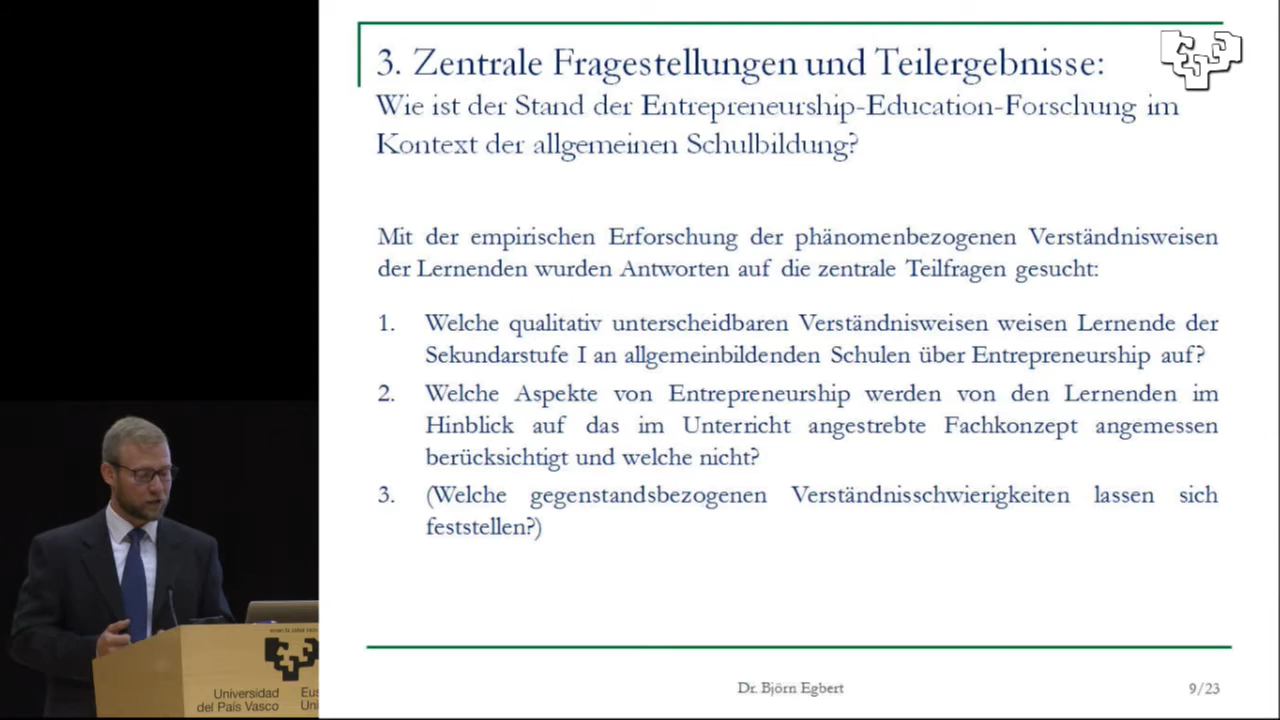 3. Zentrale Fragestellungen und Teilergebnisse:
Wie ist der Stand der Entrepreneurship-Education-Forschung im
Kontext der allgemeinen Schulbildung?
Mit der empirischen Erforschung der phänomenbezogenen Verständnisweisen
der Lernenden wurden Antworten auf die zentrale Teilfragen gesucht:
1. Welche qualitativ unterscheidbaren Verständnisweisen weisen Lernende der
Sekundarstufe I an allgemeinbildenden Schulen über Entrepreneurship auf?
2. Welche Aspekte von Entrepreneurship werden von den Lernenden im
Hinblick auf das im Unterricht angestrebte Fachkonzept angemessen
berücksichtigt und welche nicht?
3. (Welche gegenstandsbezogenen Verständnisschwierigkeiten lassen sich
feststellen?)
Dr. Björn Egbert
9/23
Universidad
del País Vasco
Eus
Uni